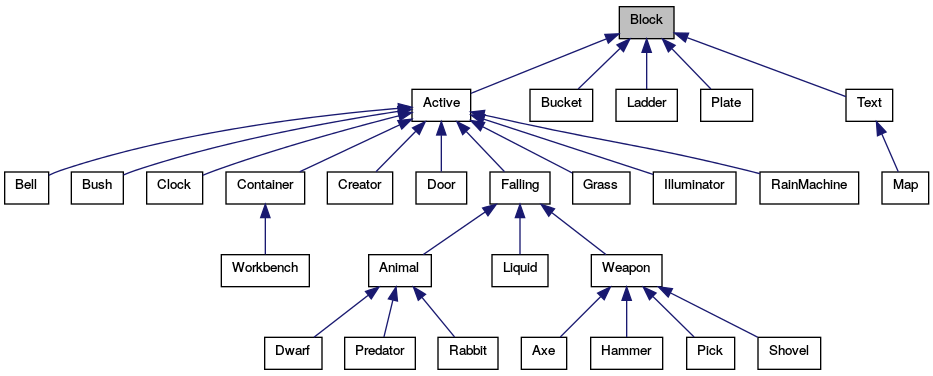 Block
Active
Bucket
Ladder
Plate
Text
Bell
Bush
Clock
Container
Creator
Door
Falling
Grass
Illuminator
RainMachine
Map
Workbench
Animal
Liquid
Weapon
Dwarf
Predator
Rabbit
Axe
Hammer
Pick
Shovel